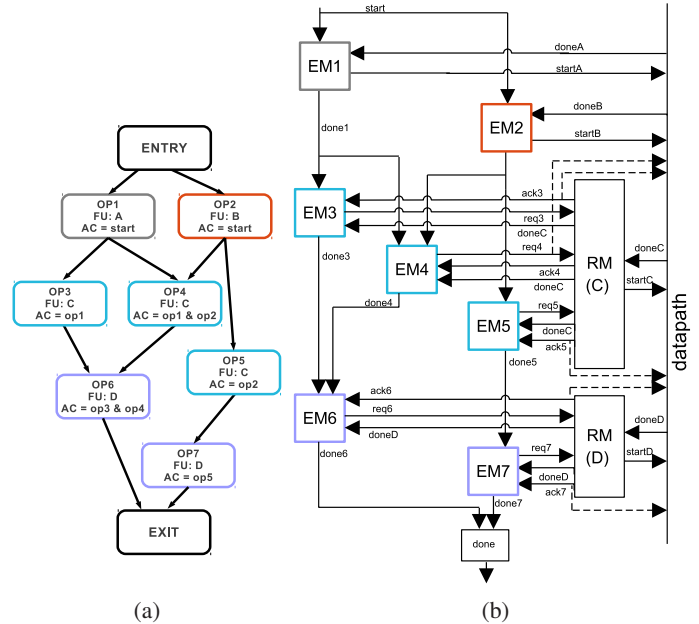 ENTRY
OP1
FU: A
AC = start
OP2
FU: B
AC = start
OP3
FU: C
AC = op1
OP4
FU: C
AC = op1 & op2
OP5
FU: C
AC = op2
OP6
FU: D
AC = op3 & op4
OP7
FU: D
AC = op5
EXIT
(a)
start
doneA
EM1
startA
doneB
EM2
startB
done1
ack3
EM3
req3
doneC
req4
done3
EM4
ack4
doneC
RM
(C)
doneC
startC
datapath
done4
req5
EM5
doneC
ack5
done5
ack6
EM6
req6
doneD
RM
(D)
doneD
startD
done6
req7
EM7
doneD
ack7
done7
done
(b)